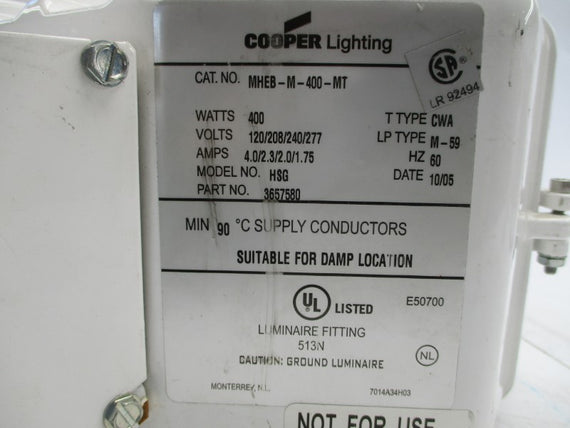 COOPER Lighting
CAT. NO. MHEB-M-400-MT
SP
LR 92494
WATTS 400 T TYPE CWA
VOLTS 120/208/240/277 LP TYPE M-59
AMPS 4.0/2.3/2.0/1.75 HZ 60
MODEL NO. HSG DATE 10/05
PART NO. 3657580
MIN 90 °C SUPPLY CONDUCTORS
SUITABLE FOR DAMP LOCATION
UL LISTED E50700
LUMINAIRE FITTING
513N
CAUTION: GROUND LUMINAIRE
NL
MONTERREY, N.L. 7014A34H03
NOT FOR USE